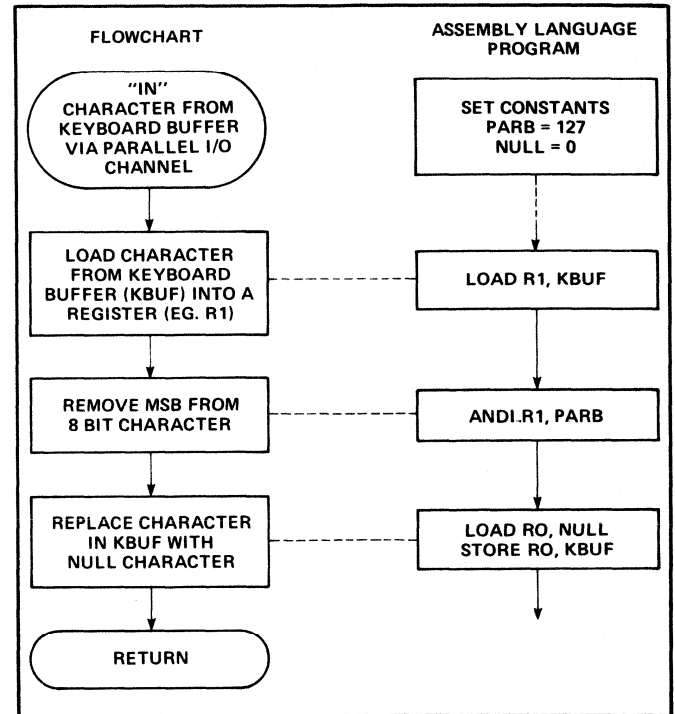 FLOWCHART
"IN"
CHARACTER FROM
KEYBOARD BUFFER
VIA PARALLEL I/O
CHANNEL
LOAD CHARACTER
FROM KEYBOARD
BUFFER (KBUF) INTO A
REGISTER (EG. R1)
REMOVE MSB FROM
8 BIT CHARACTER
REPLACE CHARACTER
IN KBUF WITH
NULL CHARACTER
RETURN
ASSEMBLY LANGUAGE
PROGRAM
SET CONSTANTS
PARB = 127
NULL = 0
LOAD R1, KBUF
ANDI.R1, PARB
LOAD RO, NULL
STORE RO, KBUF